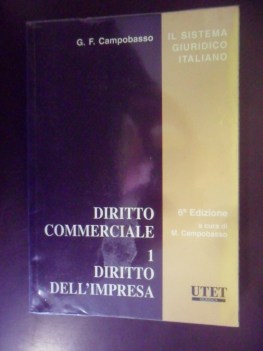 G. F. Campobasso
IL SISTEMA
GIURIDICO
ITALIANO
DIRITTO
COMMERCIALE
1
DIRITTO
DELL'IMPRESA
6ª Edizione
a cura di
M. Campobasso
UTET